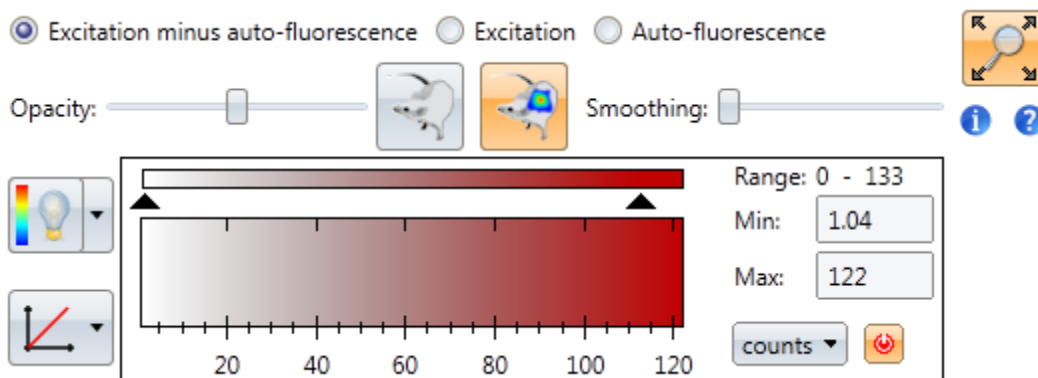 Excitation minus auto-fluorescence Excitation Auto-fluorescence
Opacity: Smoothing:
Range: 0 - 133
Min: 1.04
Max: 122
counts
20 40 60 80 100 120